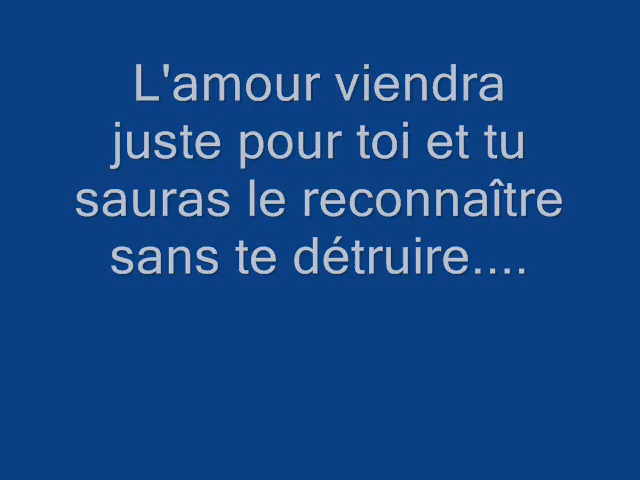 L'amour viendra
juste pour toi et tu
sauras le reconnaître
sans te détruire....